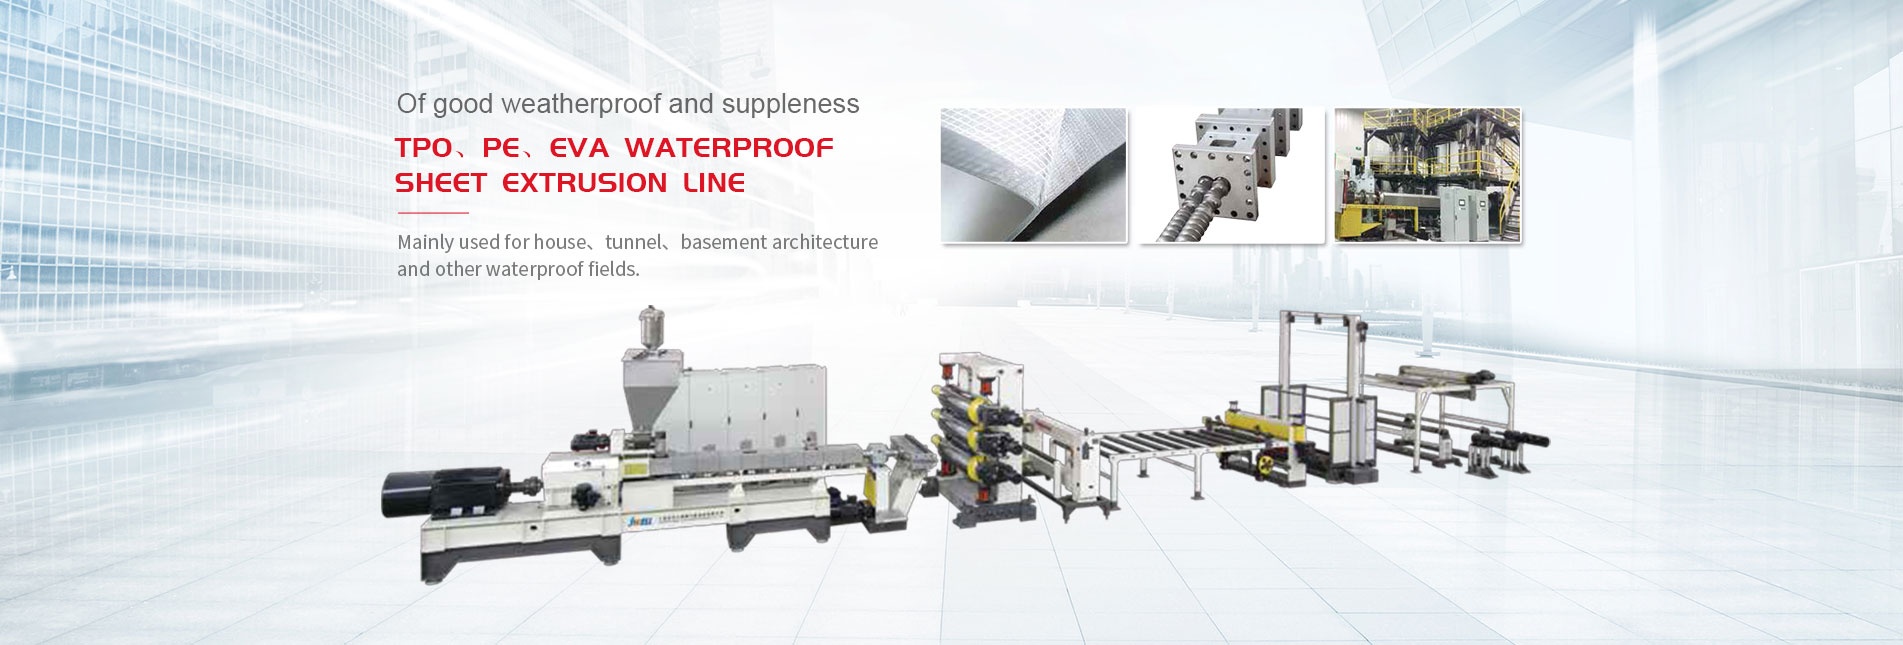 Of good weatherproof and suppleness
TPO、PE、EVA WATERPROOF
SHEET EXTRUSION LINE
Mainly used for house、tunnel、basement architecture
and other waterproof fields.